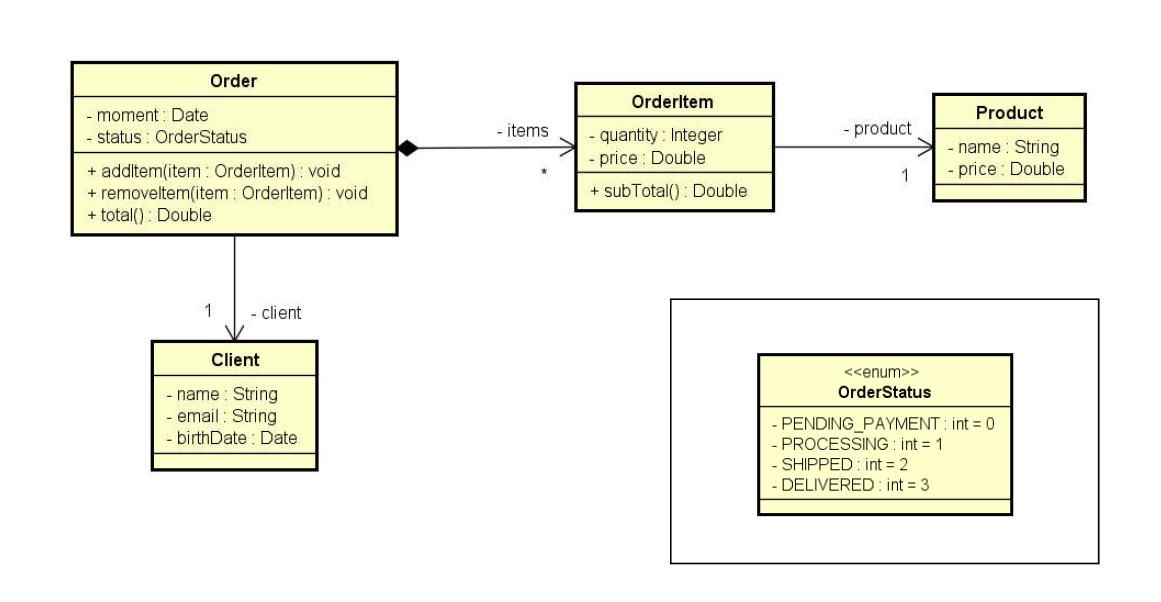 Order
- moment : Date
- status : OrderStatus
+ addItem(item : OrderItem) : void
+ removeItem(item : OrderItem) : void
+ total() : Double
- items
*
OrderItem
- quantity : Integer
- price : Double
+ subTotal() : Double
- product
1
Product
- name : String
- price : Double
1
- client
Client
- name : String
- email : String
- birthDate : Date
<<enum>>
OrderStatus
- PENDING_PAYMENT : int = 0
- PROCESSING : int = 1
- SHIPPED : int = 2
- DELIVERED : int = 3